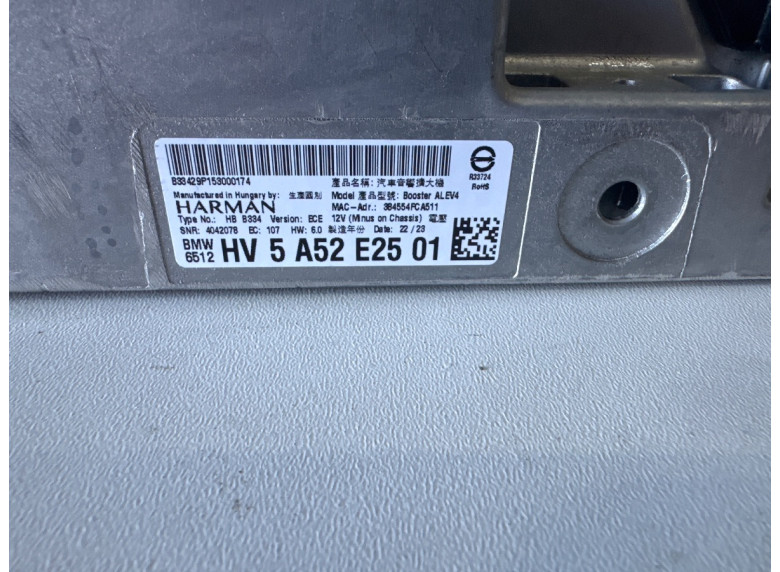 B33429P153000174
產品名稱: 汽車音響擴大機
R33724
RoHS
Manufactured in Hungary by: 生產國別
Model 產品型號: Booster ALEV4
HARMAN
MAC-Adr.: 384554FCA511
Type No.: HB B334 Version: ECE 12V (Minus on Chassis) 電壓
SNR: 4042078 EC: 107 HW: 6.0 製造年份 Date: 22 / 23
BMW
6512 HV 5 A52 E25 01